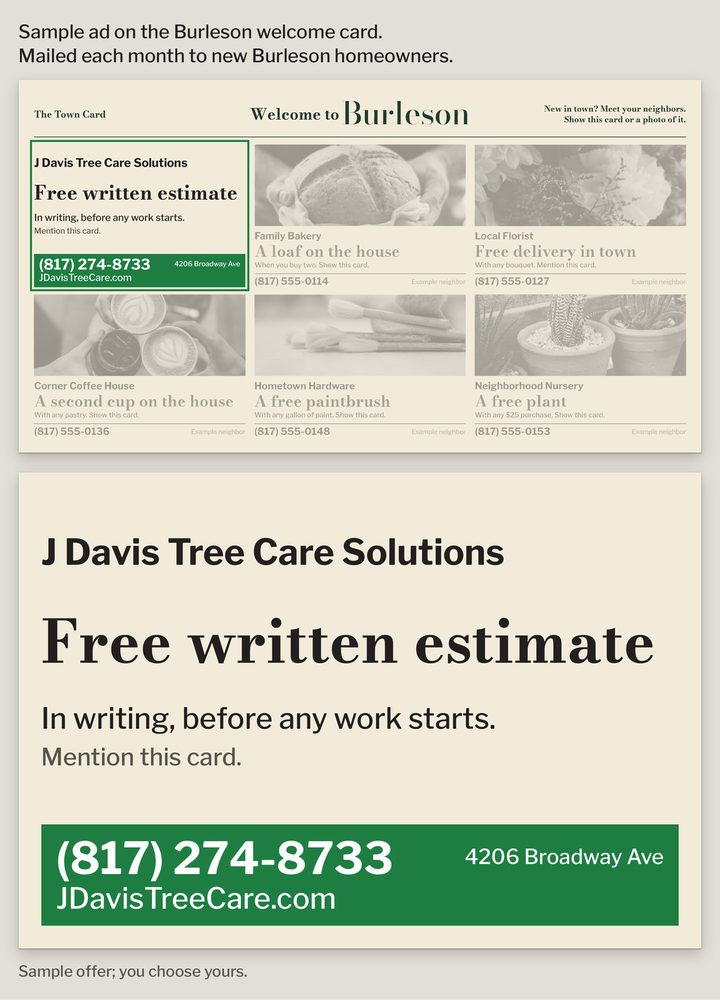 Sample ad on the Burleson welcome card.
Mailed each month to new Burleson homeowners.
The Town Card
Welcome to Burleson
New in town? Meet your neighbors.
Show this card or a photo of it.
J Davis Tree Care Solutions
Free written estimate
In writing, before any work starts.
Mention this card.
(817) 274-8733
4206 Broadway Ave
JDavisTreeCare.com
Family Bakery
A loaf on the house
When you buy two. Show this card.
(817) 555-0114
Example neighbor
Local Florist
Free delivery in town
With any bouquet. Mention this card.
(817) 555-0127
Example neighbor
Corner Coffee House
A second cup on the house
With any pastry. Show this card.
(817) 555-0136
Example neighbor
Hometown Hardware
A free paintbrush
With any gallon of paint. Show this card.
(817) 555-0148
Example neighbor
Neighborhood Nursery
A free plant
With any $25 purchase. Show this card.
(817) 555-0153
Example neighbor
J Davis Tree Care Solutions
Free written estimate
In writing, before any work starts.
Mention this card.
(817) 274-8733
4206 Broadway Ave
JDavisTreeCare.com
Sample offer; you choose yours.